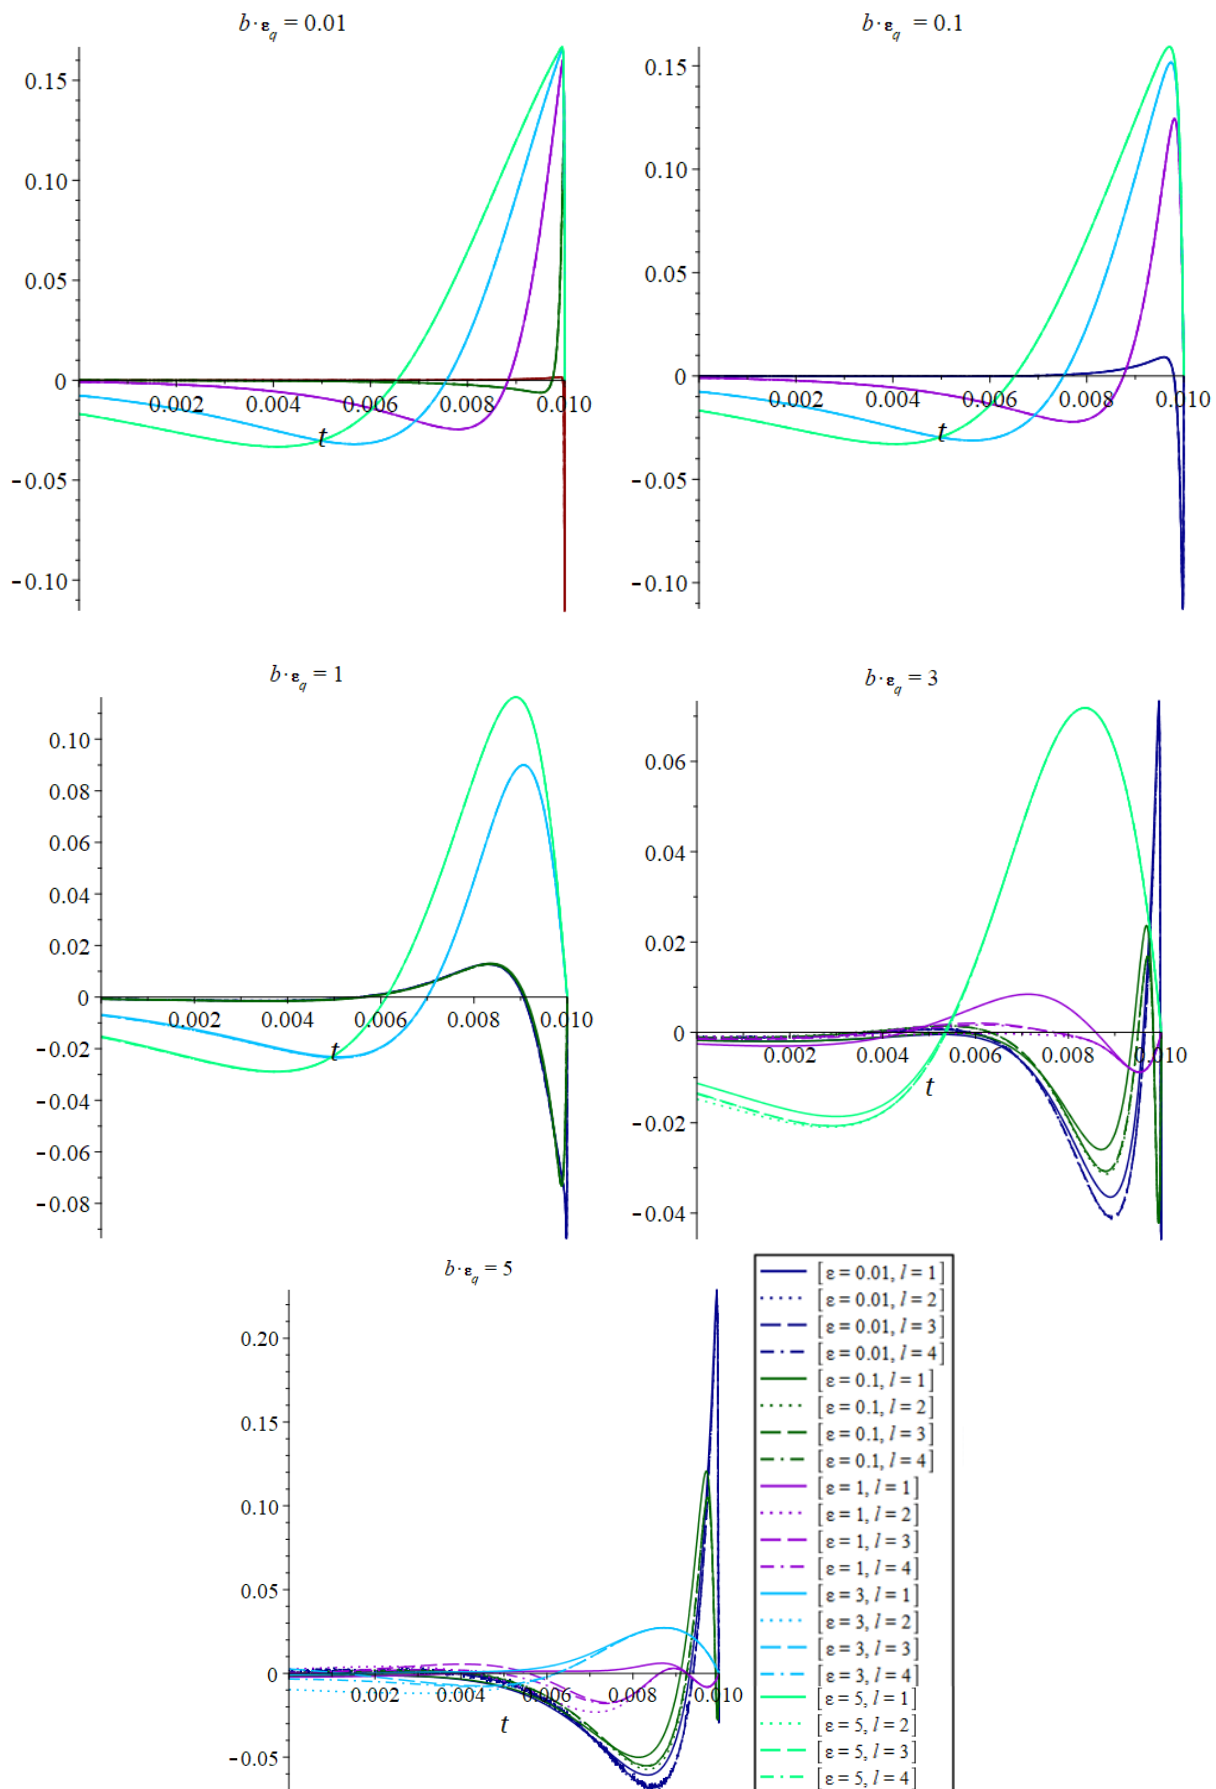 b·ε_q = 0.01
0.15
0.10
0.05
0
0.002 0.004 0.006 0.008 0.010
t
−0.05
−0.10
b·ε_q = 0.1
0.15
0.10
0.05
0
0.002 0.004 0.006 0.008 0.010
t
−0.05
−0.10
b·ε_q = 1
0.10
0.08
0.06
0.04
0.02
0
0.002 0.004 0.006 0.008 0.010
t
−0.02
−0.04
−0.06
−0.08
b·ε_q = 3
0.06
0.04
0.02
0
0.002 0.004 0.006 0.008 0.010
t
−0.02
−0.04
b·ε_q = 5
0.20
0.15
0.10
0.05
0
0.002 0.004 0.006 0.008 0.010
t
−0.05
[ε = 0.01, l = 1]
[ε = 0.01, l = 2]
[ε = 0.01, l = 3]
[ε = 0.01, l = 4]
[ε = 0.1, l = 1]
[ε = 0.1, l = 2]
[ε = 0.1, l = 3]
[ε = 0.1, l = 4]
[ε = 1, l = 1]
[ε = 1, l = 2]
[ε = 1, l = 3]
[ε = 1, l = 4]
[ε = 3, l = 1]
[ε = 3, l = 2]
[ε = 3, l = 3]
[ε = 3, l = 4]
[ε = 5, l = 1]
[ε = 5, l = 2]
[ε = 5, l = 3]
[ε = 5, l = 4]